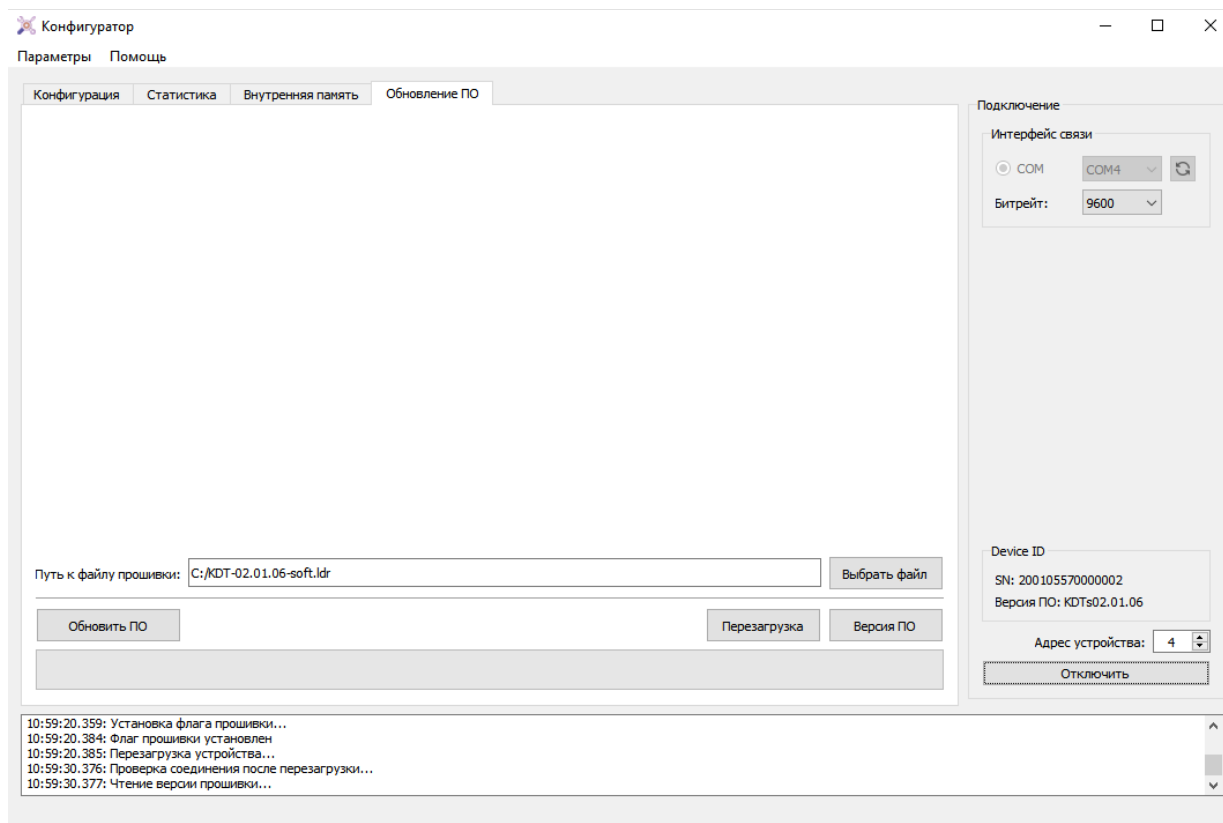 Конфигуратор
Параметры Помощь
Конфигурация Статистика Внутренняя память Обновление ПО
Подключение
Интерфейс связи
COM COM4
Битрейт: 9600
Путь к файлу прошивки: C:/KDT-02.01.06-soft.ldr Выбрать файл
Обновить ПО Перезагрузка Версия ПО
Device ID
SN: 200105570000002
Версия ПО: KDTs02.01.06
Адрес устройства: 4
Отключить
10:59:20.359: Установка флага прошивки...
10:59:20.384: Флаг прошивки установлен
10:59:20.385: Перезагрузка устройства...
10:59:30.376: Проверка соединения после перезагрузки...
10:59:30.377: Чтение версии прошивки...